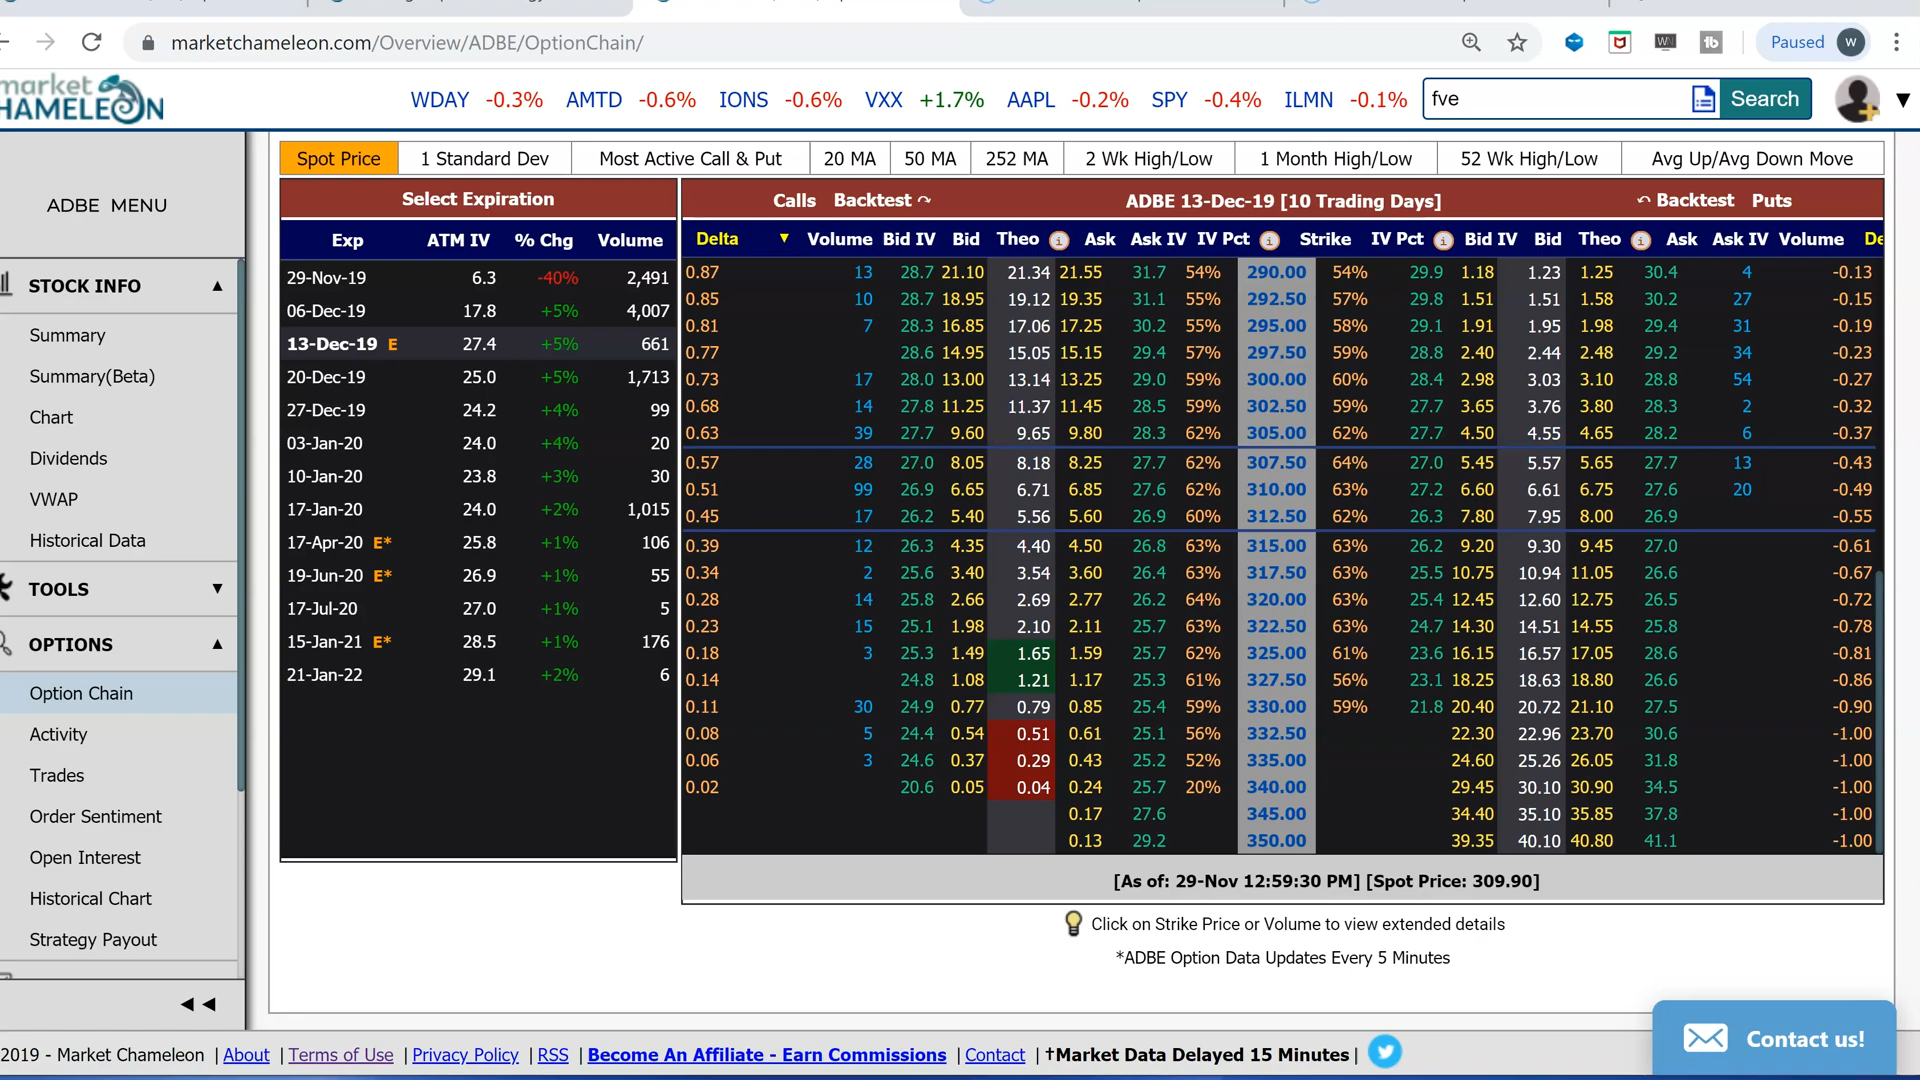 marketchameleon.com/Overview/ADBE/OptionChain/
Paused W
market
HAMELEON
WDAY -0.3% AMTD -0.6% IONS -0.6% VXX +1.7% AAPL -0.2% SPY -0.4% ILMN -0.1%
fve Search
ADBE MENU
STOCK INFO ▲
Summary
Summary(Beta)
Chart
Dividends
VWAP
Historical Data
TOOLS ▼
OPTIONS ▲
Option Chain
Activity
Trades
Order Sentiment
Open Interest
Historical Chart
Strategy Payout
Spot Price 1 Standard Dev Most Active Call & Put 20 MA 50 MA 252 MA 2 Wk High/Low 1 Month High/Low 52 Wk High/Low Avg Up/Avg Down Move
Select Expiration
Exp ATM IV % Chg Volume
29-Nov-19 6.3 -40% 2,491
06-Dec-19 17.8 +5% 4,007
13-Dec-19 E 27.4 +5% 661
20-Dec-19 25.0 +5% 1,713
27-Dec-19 24.2 +4% 99
03-Jan-20 24.0 +4% 20
10-Jan-20 23.8 +3% 30
17-Jan-20 24.0 +2% 1,015
17-Apr-20 E* 25.8 +1% 106
19-Jun-20 E* 26.9 +1% 55
17-Jul-20 27.0 +1% 5
15-Jan-21 E* 28.5 +1% 176
21-Jan-22 29.1 +2% 6
Calls Backtest ADBE 13-Dec-19 [10 Trading Days] Backtest Puts
Delta ▼ Volume Bid IV Bid Theo i Ask Ask IV IV Pct i Strike IV Pct i Bid IV Bid Theo i Ask Ask IV Volume De
0.87 13 28.7 21.10 21.34 21.55 31.7 54% 290.00 54% 29.9 1.18 1.23 1.25 30.4 4 -0.13
0.85 10 28.7 18.95 19.12 19.35 31.1 55% 292.50 57% 29.8 1.51 1.51 1.58 30.2 27 -0.15
0.81 7 28.3 16.85 17.06 17.25 30.2 55% 295.00 58% 29.1 1.91 1.95 1.98 29.4 31 -0.19
0.77 28.6 14.95 15.05 15.15 29.4 57% 297.50 59% 28.8 2.40 2.44 2.48 29.2 34 -0.23
0.73 17 28.0 13.00 13.14 13.25 29.0 59% 300.00 60% 28.4 2.98 3.03 3.10 28.8 54 -0.27
0.68 14 27.8 11.25 11.37 11.45 28.5 59% 302.50 59% 27.7 3.65 3.76 3.80 28.3 2 -0.32
0.63 39 27.7 9.60 9.65 9.80 28.3 62% 305.00 62% 27.7 4.50 4.55 4.65 28.2 6 -0.37
0.57 28 27.0 8.05 8.18 8.25 27.7 62% 307.50 64% 27.0 5.45 5.57 5.65 27.7 13 -0.43
0.51 99 26.9 6.65 6.71 6.85 27.6 62% 310.00 63% 27.2 6.60 6.61 6.75 27.6 20 -0.49
0.45 17 26.2 5.40 5.56 5.60 26.9 60% 312.50 62% 26.3 7.80 7.95 8.00 26.9 -0.55
0.39 12 26.3 4.35 4.40 4.50 26.8 63% 315.00 63% 26.2 9.20 9.30 9.45 27.0 -0.61
0.34 2 25.6 3.40 3.54 3.60 26.4 63% 317.50 63% 25.5 10.75 10.94 11.05 26.6 -0.67
0.28 14 25.8 2.66 2.69 2.77 26.2 64% 320.00 63% 25.4 12.45 12.60 12.75 26.5 -0.72
0.23 15 25.1 1.98 2.10 2.11 25.7 63% 322.50 63% 24.7 14.30 14.51 14.55 25.8 -0.78
0.18 3 25.3 1.49 1.65 1.59 25.7 62% 325.00 61% 23.6 16.15 16.57 17.05 28.6 -0.81
0.14 24.8 1.08 1.21 1.17 25.3 61% 327.50 56% 23.1 18.25 18.63 18.80 26.6 -0.86
0.11 30 24.9 0.77 0.79 0.85 25.4 59% 330.00 59% 21.8 20.40 20.72 21.10 27.5 -0.90
0.08 5 24.4 0.54 0.51 0.61 25.1 56% 332.50 22.30 22.96 23.70 30.6 -1.00
0.06 3 24.6 0.37 0.29 0.43 25.2 52% 335.00 24.60 25.26 26.05 31.8 -1.00
0.02 20.6 0.05 0.04 0.24 25.7 20% 340.00 29.45 30.10 30.90 34.5 -1.00
0.17 27.6 345.00 34.40 35.10 35.85 37.8 -1.00
0.13 29.2 350.00 39.35 40.10 40.80 41.1 -1.00
[As of: 29-Nov 12:59:30 PM] [Spot Price: 309.90]
Click on Strike Price or Volume to view extended details
*ADBE Option Data Updates Every 5 Minutes
2019 - Market Chameleon | About | Terms of Use | Privacy Policy | RSS | Become An Affiliate - Earn Commissions | Contact | †Market Data Delayed 15 Minutes |
Contact us!